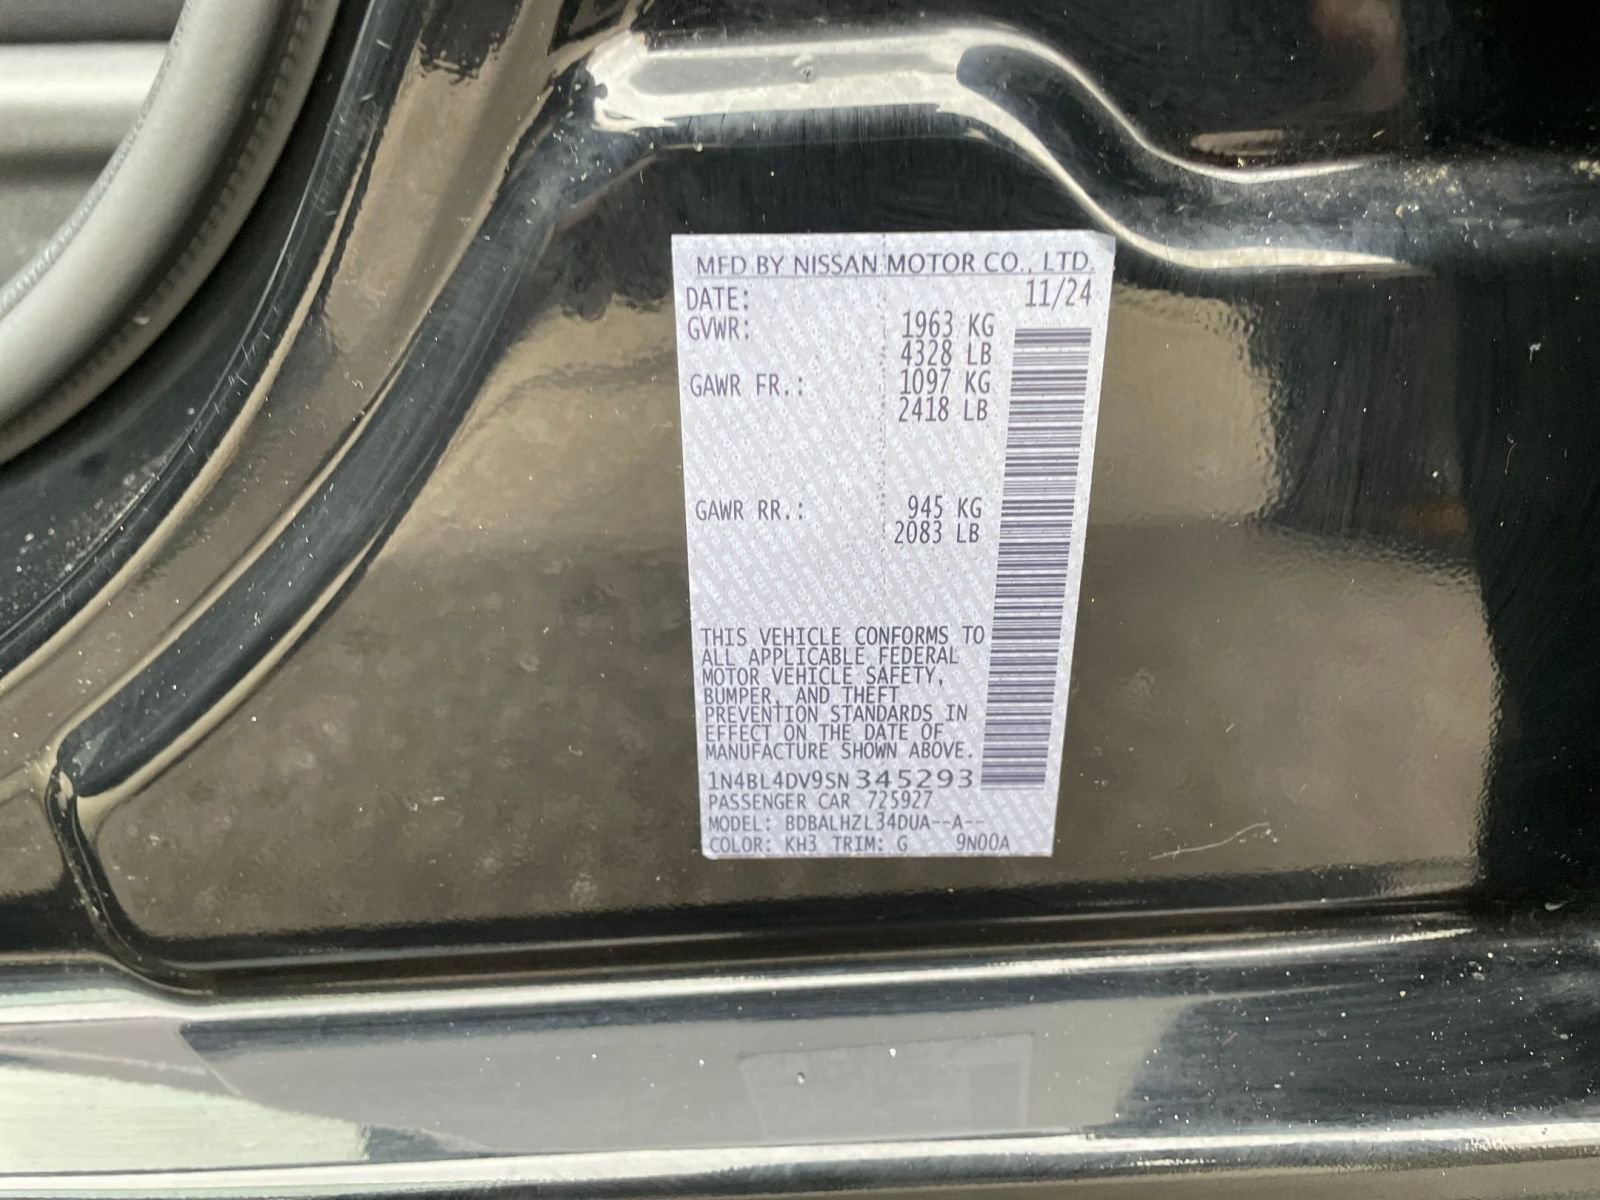 MFD BY NISSAN MOTOR CO., LTD.
DATE: 11/24
GVWR: 1963 KG
4328 LB
GAWR FR.: 1097 KG
2418 LB
GAWR RR.: 945 KG
2083 LB
THIS VEHICLE CONFORMS TO
ALL APPLICABLE FEDERAL
MOTOR VEHICLE SAFETY,
BUMPER, AND THEFT
PREVENTION STANDARDS IN
EFFECT ON THE DATE OF
MANUFACTURE SHOWN ABOVE.
1N4BL4DV9SN345293
PASSENGER CAR 725927
MODEL: BDBALHZL34DUA--A--
COLOR: KH3 TRIM: G 9N00A